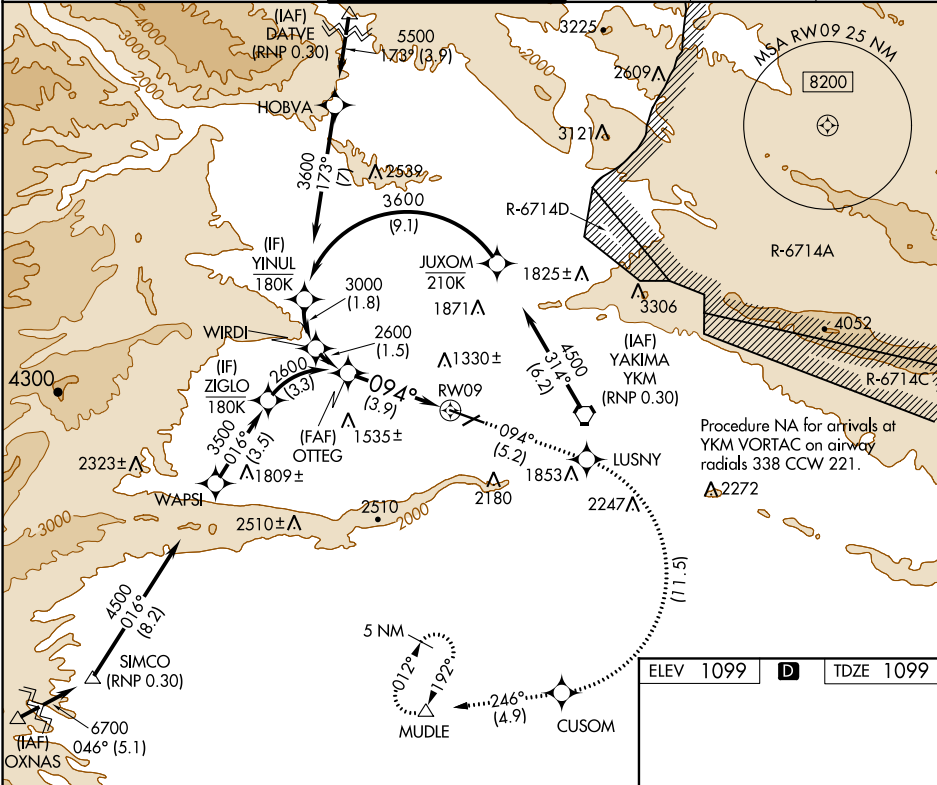 (IAF)
DATVE
(RNP 0.30)
5500
173° (3.9)
HOBVA
3225
2609
3121
MSA RW09 25 NM
8200
2000
3000
2000
2000
3600
173°
(7)
2539
3600
(9.1)
R-6714D
R-6714A
(IF)
YINUL
180K
JUXOM
210K
1825±
3000
(1.8)
1871
3306
4052
WIRDI
2600
(1.5)
(IF)
ZIGLO
180K
2600
(3.3)
1330±
4500
314°
(6.2)
(IAF)
YAKIMA
YKM
(RNP 0.30)
R-6714C
4300
094°
(3.9)
RW09
(FAF)
OTTEG
1535±
3500
016°
(3.5)
094°
(5.2)
LUSNY
Procedure NA for arrivals at
YKM VORTAC on airway
radials 338 CCW 221.
2272
2323±
1809±
WAPSI
1853
2180
2247
3000
2510±
2510
2000
(11.5)
4500
016°
(8.2)
SIMCO
(RNP 0.30)
5 NM
012°
192°
MUDLE
246°
(4.9)
CUSOM
(IAF)
OXNAS
6700
046° (5.1)
ELEV 1099 D TDZE 1099